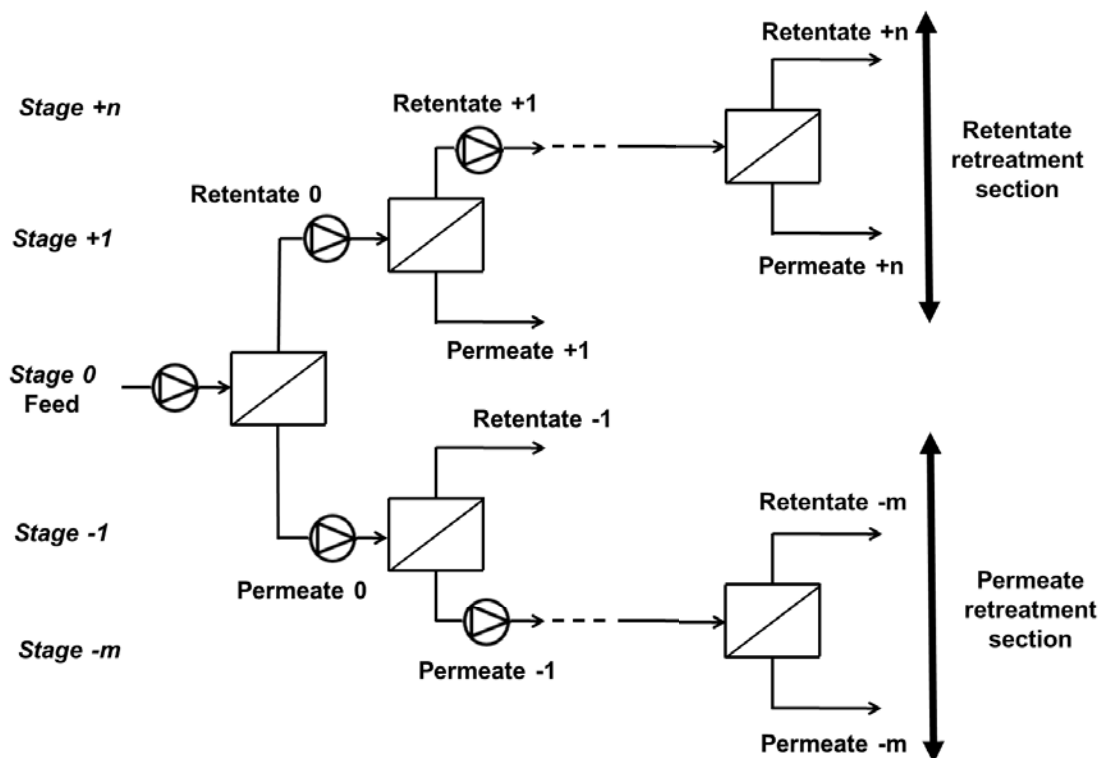 Retentate +n
Stage +n
Retentate +1
Retentate
retreatment
section
Retentate 0
Stage +1
Permeate +n
Permeate +1
Stage 0
Feed
Retentate -1
Retentate -m
Stage -1
Permeate 0
Permeate
retreatment
section
Stage -m
Permeate -1
Permeate -m